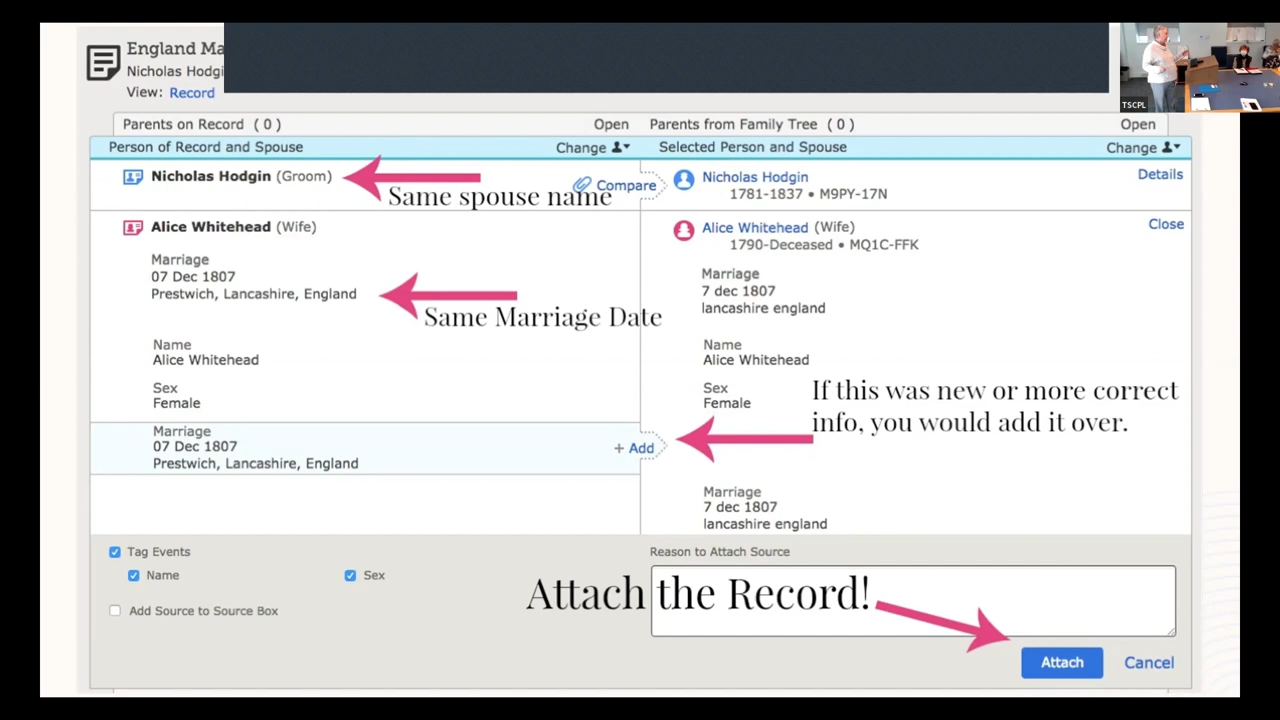 England Ma
Nicholas Hodgi
View: Record
TSCPL
Parents on Record ( 0 ) Open Parents from Family Tree ( 0 ) Open
Person of Record and Spouse Change Selected Person and Spouse Change
Nicholas Hodgin (Groom)
Same spouse name
Compare
Nicholas Hodgin
1781-1837 • M9PY-17N
Details
Alice Whitehead (Wife)
Marriage
07 Dec 1807
Prestwich, Lancashire, England
Same Marriage Date
Alice Whitehead (Wife)
1790-Deceased • MQ1C-FFK
Close
Marriage
7 dec 1807
lancashire england
Name
Alice Whitehead
Name
Alice Whitehead
Sex
Female
Sex
Female
If this was new or more correct
info, you would add it over.
Marriage
07 Dec 1807
Prestwich, Lancashire, England
+ Add
Marriage
7 dec 1807
lancashire england
Tag Events
Name Sex
Add Source to Source Box
Reason to Attach Source
Attach the Record!
Attach Cancel